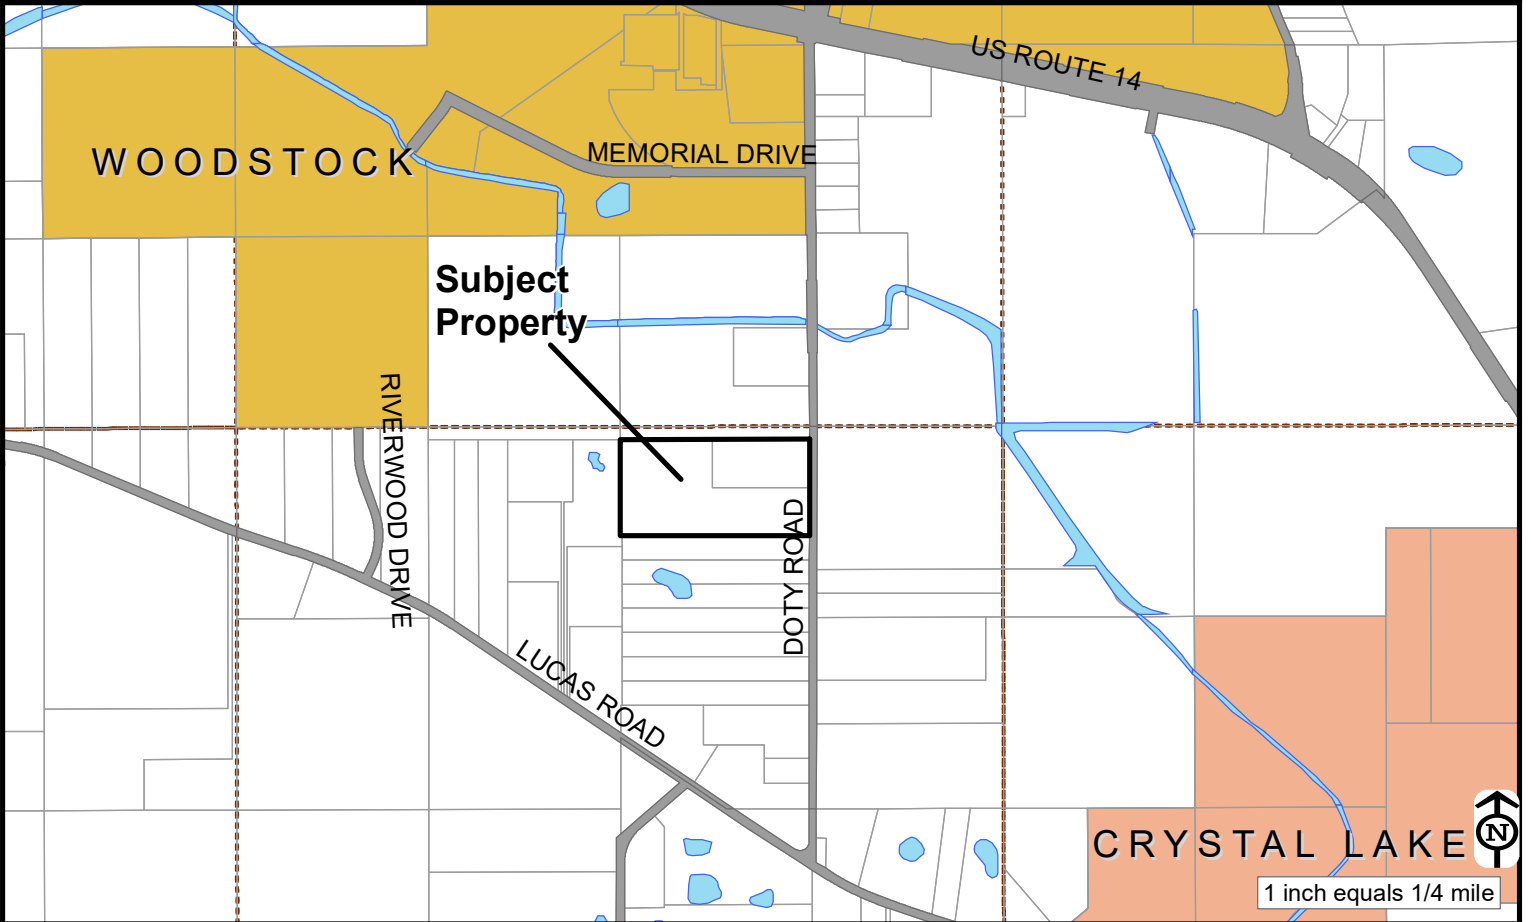 US ROUTE 14
MEMORIAL DRIVE
WOODSTOCK
Subject
Property
RIVERWOOD DRIVE
DOTY ROAD
LUCAS ROAD
CRYSTAL LAKE
N
1 inch equals 1/4 mile